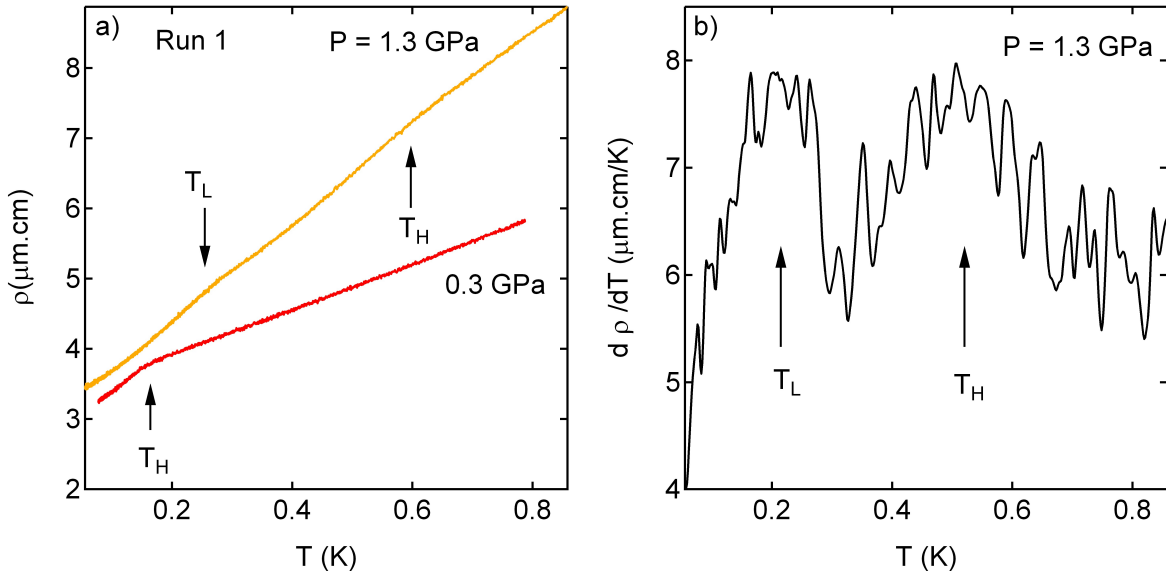 a)
Run 1
P = 1.3 GPa
8
7
6
5
4
3
2
ρ(μm.cm)
T_L
T_H
0.3 GPa
T_H
0.2
0.4
0.6
0.8
T (K)
b)
P = 1.3 GPa
8
7
6
5
4
d ρ /dT (μm.cm/K)
T_L
T_H
0.2
0.4
0.6
0.8
T (K)